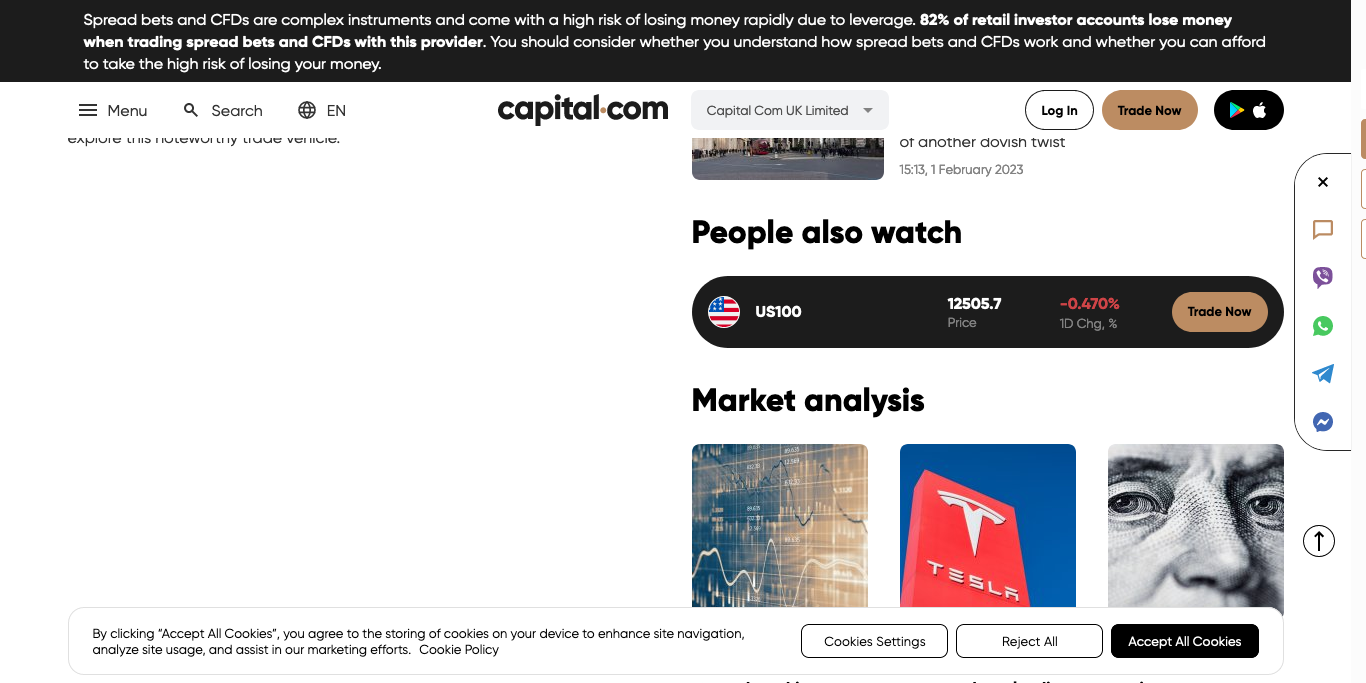 Spread bets and CFDs are complex instruments and come with a high risk of losing money rapidly due to leverage. 82% of retail investor accounts lose money
when trading spread bets and CFDs with this provider. You should consider whether you understand how spread bets and CFDs work and whether you can afford
to take the high risk of losing your money.
Menu
Search
EN
capital.com
Capital Com UK Limited
Log In
Trade Now
explore this noteworthy trade vehicle.
of another dovish twist
15:13, 1 February 2023
People also watch
US100
12505.7
Price
-0.470%
1D Chg, %
Trade Now
Market analysis
TESLA
By clicking “Accept All Cookies”, you agree to the storing of cookies on your device to enhance site navigation,
analyze site usage, and assist in our marketing efforts. Cookie Policy
Cookies Settings
Reject All
Accept All Cookies